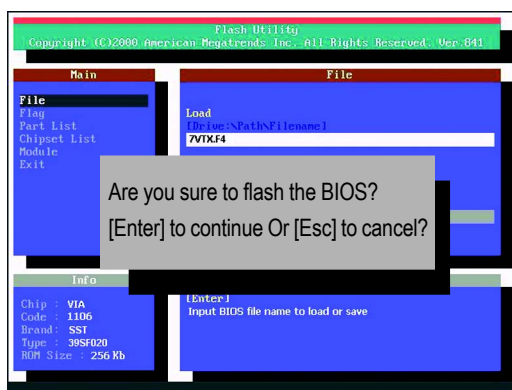 Flash Utility
Copyright (C)2000 American Megatrends Inc. All Rights Reserved. Ver.841
Main
File
Flag
Part List
Chipset List
Module
Exit
File
Load
[Drive:\Path\Filename]
7VTX.F4
Are you sure to flash the BIOS?
[Enter] to continue Or [Esc] to cancel?
Info
Chip : VIA
Code : 1106
Brand: SST
Type : 39SF020
ROM Size : 256 Kb
[Enter]
Input BIOS file name to load or save